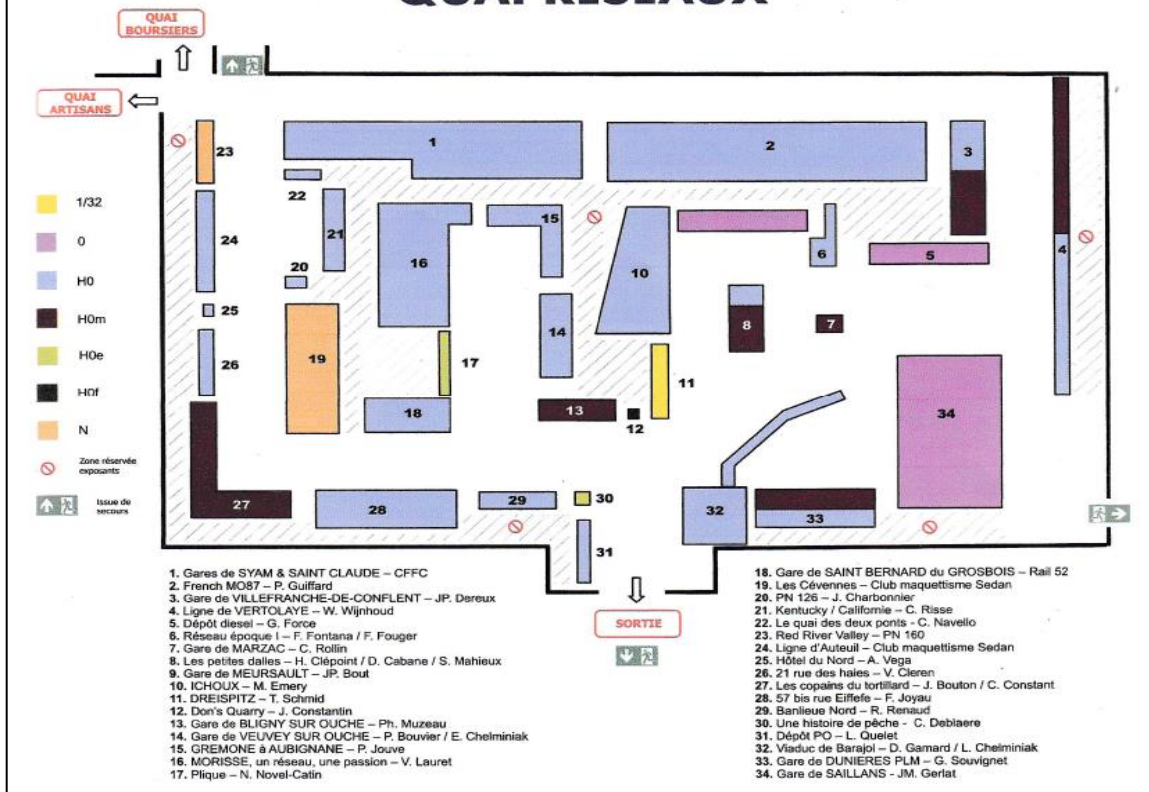 QUAI RESEAUX
QUAI
BOURSIERS
QUAI
ARTISANS
1
2
3
23
22
21
24
15
16
10
6
5
4
20
25
14
8
7
19
17
26
11
18
13
12
34
27
28
29
30
32
33
31
1/32
0
H0
H0m
H0e
H0f
N
Zone réservée
exposants
Issue de
secours
SORTIE
1. Gares de SYAM & SAINT CLAUDE – CFFC
2. French MO87 – P. Guiffard
3. Gare de VILLEFRANCHE-DE-CONFLENT – JP. Dereux
4. Ligne de VERTOLAYE – W. Wijnhoud
5. Dépôt diesel – G. Force
6. Réseau époque I – F. Fontana / F. Fouger
7. Gare de MARZAC – C. Rollin
8. Les petites dalles – H. Clépoint / D. Cabane / S. Mahieux
9. Gare de MEURSAULT – JP. Bout
10. ICHOUX – M. Emery
11. DREISPITZ – T. Schmid
12. Don's Quarry – J. Constantin
13. Gare de BLIGNY SUR OUCHE – Ph. Muzeau
14. Gare de VEUVEY SUR OUCHE – P. Bouvier / E. Chelminiak
15. GREMONE à AUBIGNANE – P. Jouve
16. MORISSE, un réseau, une passion – V. Lauret
17. Plique – N. Novel-Catin
18. Gare de SAINT BERNARD du GROSBOIS – Rail 52
19. Les Cévennes – Club maquettisme Sedan
20. PN 126 – J. Charbonnier
21. Kentucky / Californie – C. Risse
22. Le quai des deux ponts - C. Navello
23. Red River Valley – PN 160
24. Ligne d'Auteuil – Club maquettisme Sedan
25. Hôtel du Nord – A. Vega
26. 21 rue des haies – V. Cleren
27. Les copains du tortillard – J. Bouton / C. Constant
28. 57 bis rue Eiffefe – F. Joyau
29. Banlieue Nord – R. Renaud
30. Une histoire de pêche - C. Deblaere
31. Dépôt PO – L. Quelet
32. Viaduc de Barajol – D. Gamard / L. Chelminiak
33. Gare de DUNIERES PLM – G. Souvignet
34. Gare de SAILLANS - JM. Gerlat